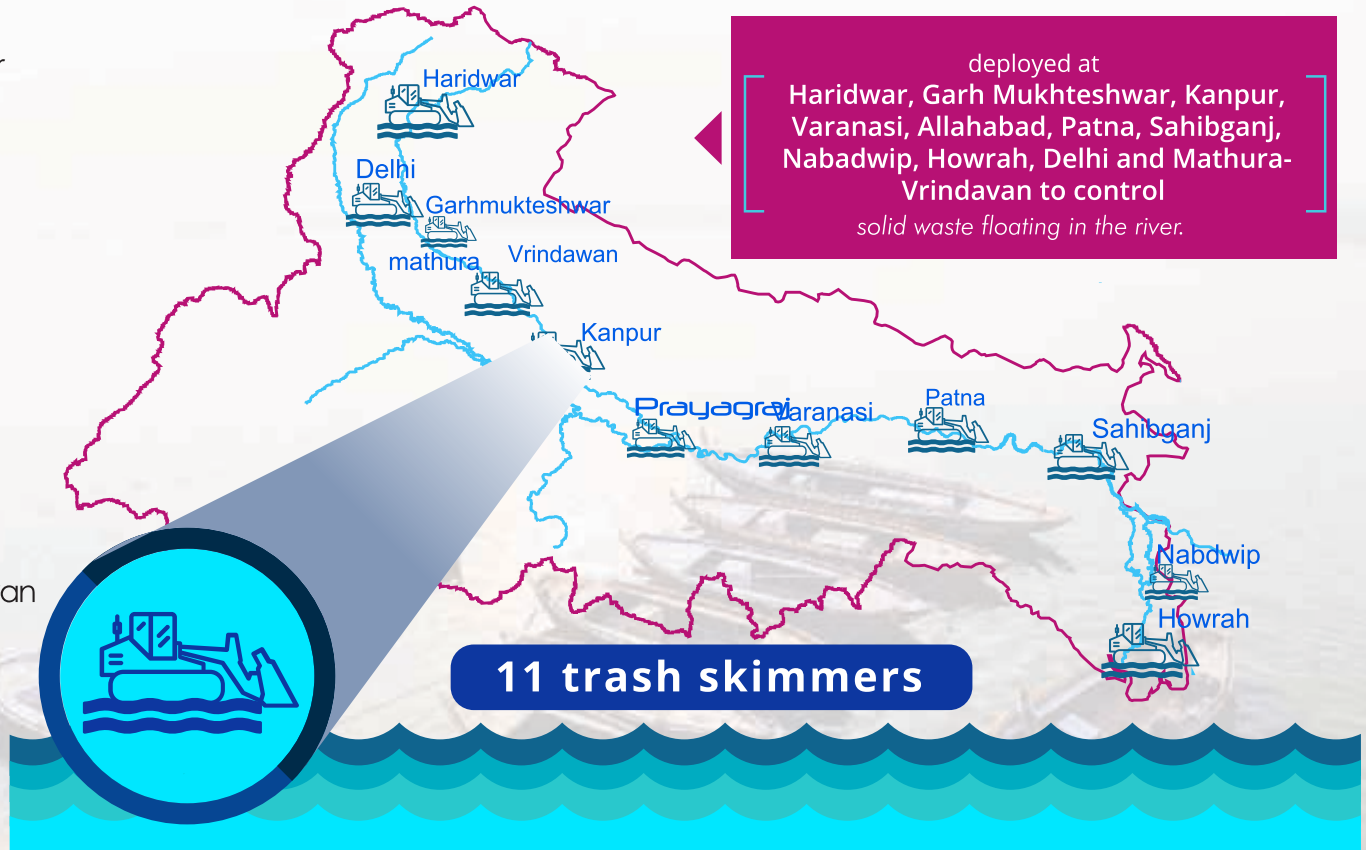 r
deployed at
Haridwar, Garh Mukhteshwar, Kanpur,
Varanasi, Allahabad, Patna, Sahibganj,
Nabadwip, Howrah, Delhi and Mathura-
Vrindavan to control
solid waste floating in the river.
Haridwar
Delhi
Garhmukteshwar
mathura
Vrindawan
Kanpur
Prayagraj
Varanasi
Patna
Sahibganj
Nabdwip
Howrah
an
11 trash skimmers